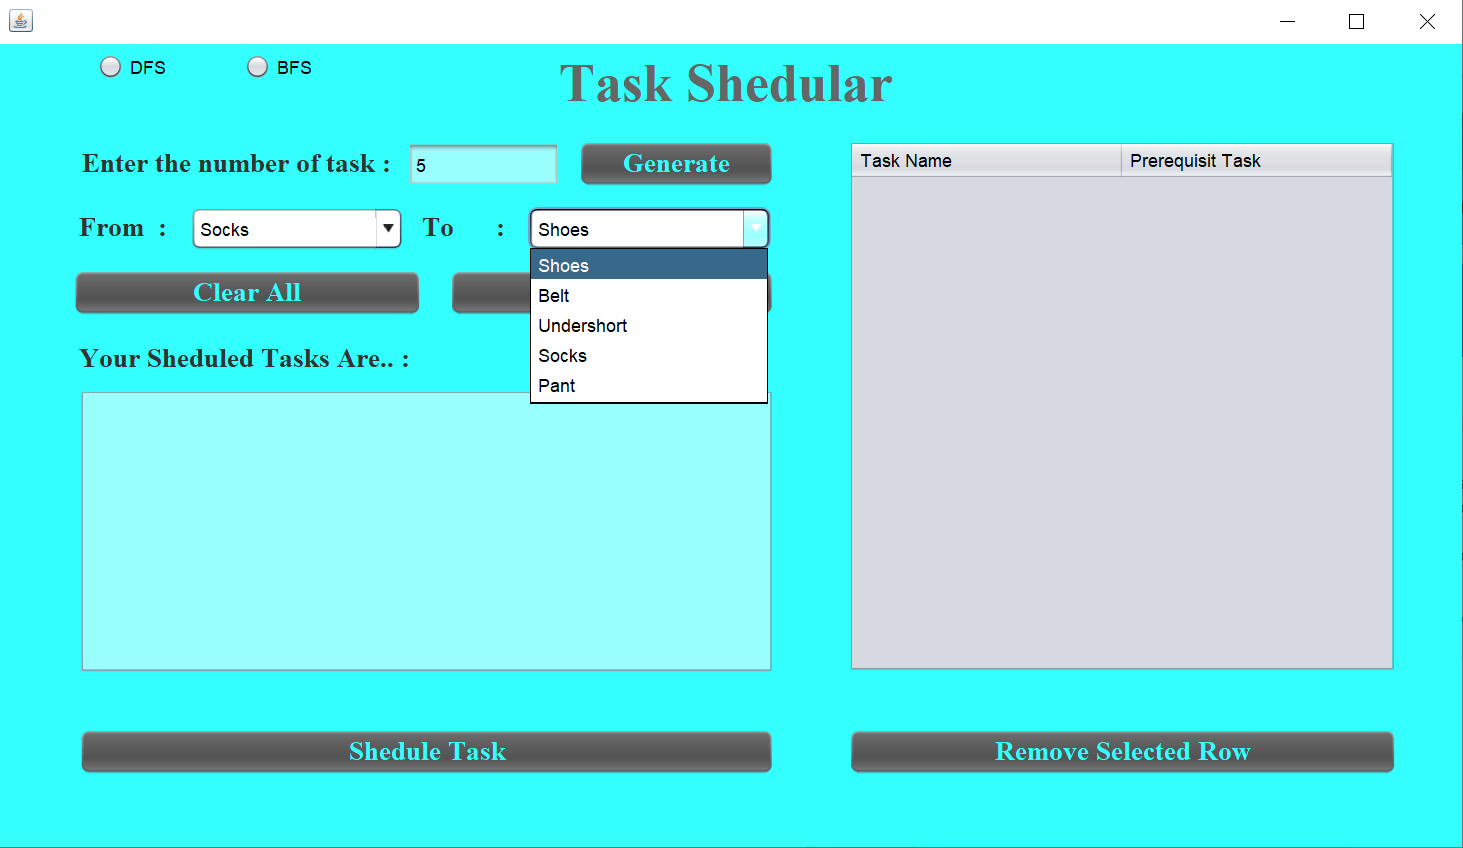 DFS BFS
Task Shedular
Enter the number of task : 5 Generate
Task Name Prerequisit Task
From : Socks To : Shoes
Shoes
Belt
Undershort
Socks
Pant
Clear All
Your Sheduled Tasks Are.. :
Shedule Task
Remove Selected Row